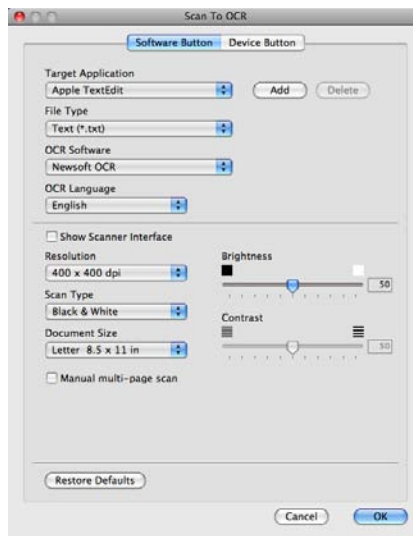 Scan To OCR
Software Button Device Button
Target Application
Apple TextEdit Add Delete
File Type
Text (*.txt)
OCR Software
Newsoft OCR
OCR Language
English
Show Scanner Interface
Resolution Brightness
400 x 400 dpi 50
Scan Type
Black & White Contrast
Document Size
Letter 8.5 x 11 in 50
Manual multi-page scan
Restore Defaults
Cancel OK